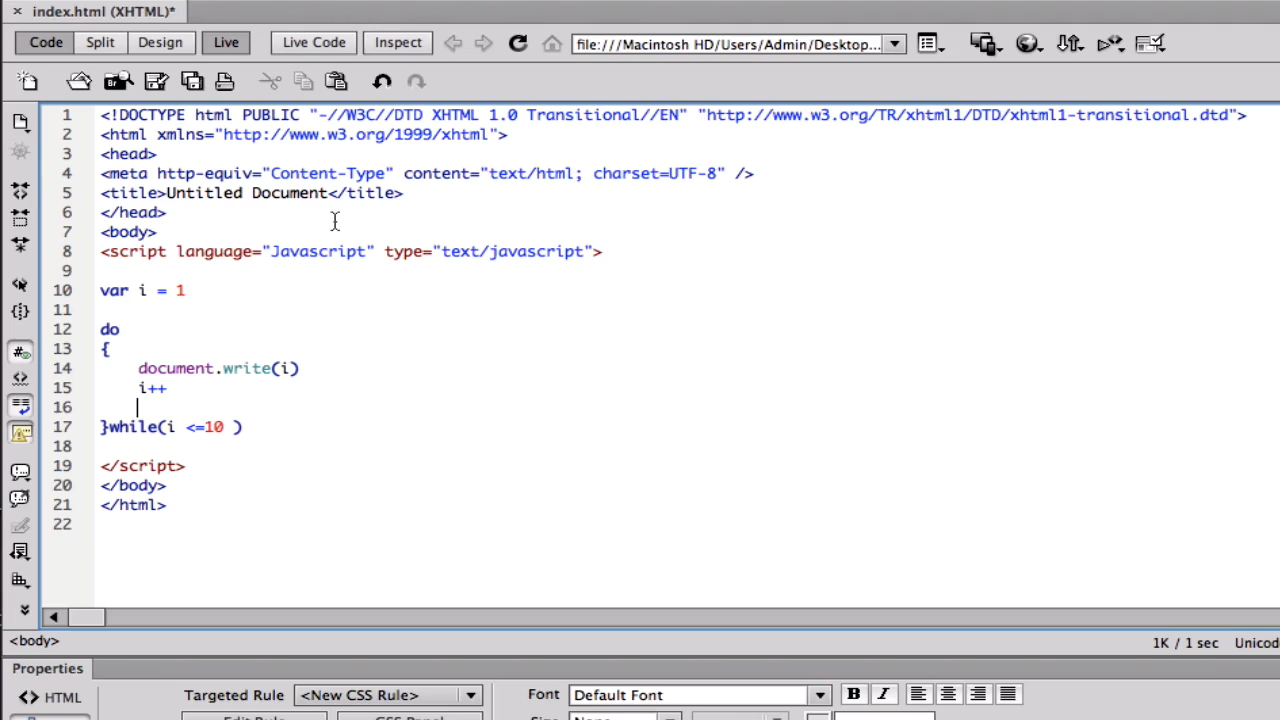 index.html (XHTML)*
Code Split Design Live Live Code Inspect file:///Macintosh HD/Users/Admin/Desktop...
Br
1 <!DOCTYPE html PUBLIC "-//W3C//DTD XHTML 1.0 Transitional//EN" "http://www.w3.org/TR/xhtml1/DTD/xhtml1-transitional.dtd">
2 <html xmlns="http://www.w3.org/1999/xhtml">
3 <head>
4 <meta http-equiv="Content-Type" content="text/html; charset=UTF-8" />
5 <title>Untitled Document</title>
6 </head>
7 <body>
8 <script language="Javascript" type="text/javascript">
9
10 var i = 1
11
12 do
13 {
14 document.write(i)
15 i++
16
17 }while(i <=10 )
18
19 </script>
20 </body>
21 </html>
22
<body>
1K / 1 sec Unicod
Properties
<> HTML Targeted Rule <New CSS Rule> Font Default Font B I